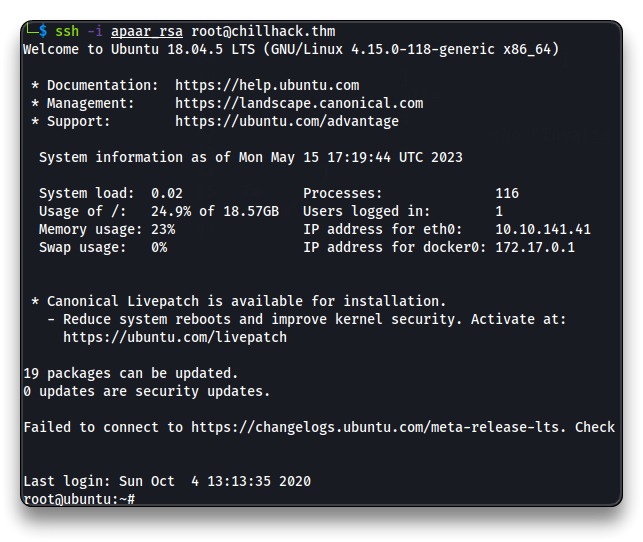 └─$ ssh -i apaar_rsa root@chillhack.thm
Welcome to Ubuntu 18.04.5 LTS (GNU/Linux 4.15.0-118-generic x86_64)
* Documentation:  https://help.ubuntu.com
* Management:     https://landscape.canonical.com
* Support:        https://ubuntu.com/advantage
System information as of Mon May 15 17:19:44 UTC 2023
System load:  0.02               Processes:              116
Usage of /:   24.9% of 18.57GB   Users logged in:        1
Memory usage: 23%                IP address for eth0:    10.10.141.41
Swap usage:   0%                 IP address for docker0: 172.17.0.1
* Canonical Livepatch is available for installation.
- Reduce system reboots and improve kernel security. Activate at:
https://ubuntu.com/livepatch
19 packages can be updated.
0 updates are security updates.
Failed to connect to https://changelogs.ubuntu.com/meta-release-lts. Check
Last login: Sun Oct  4 13:13:35 2020
root@ubuntu:~#